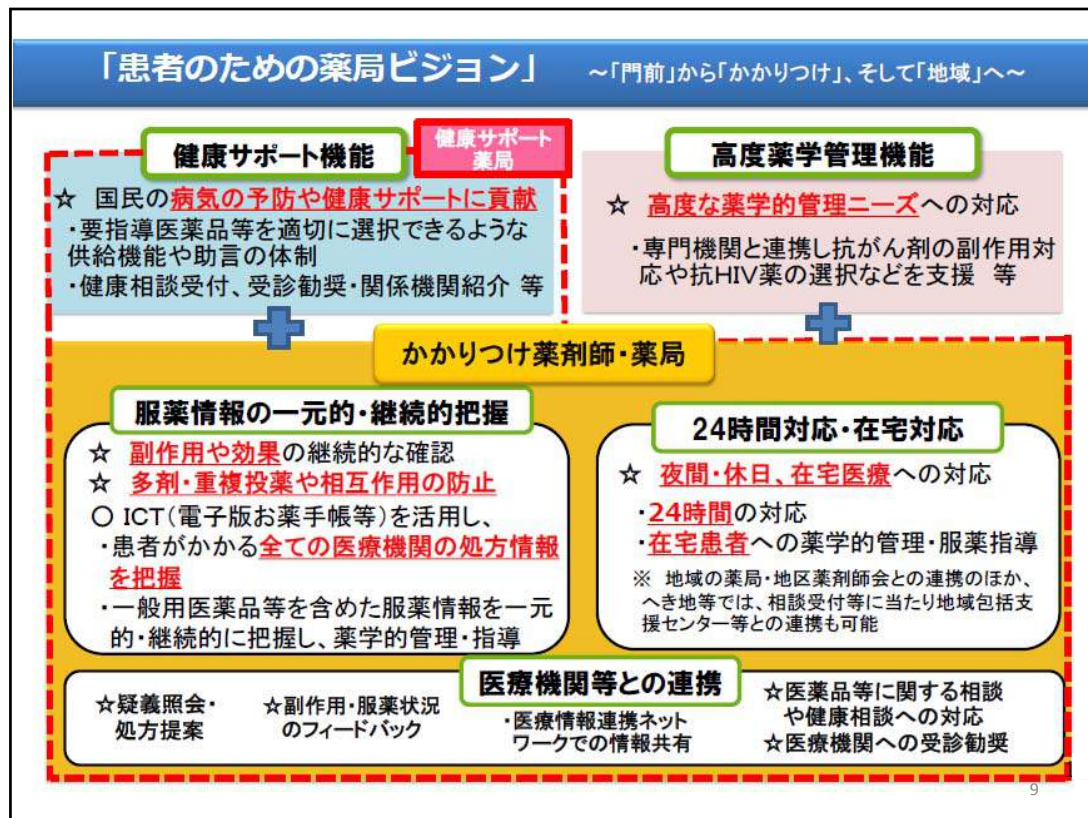 「患者のための薬局ビジョン」 ～「門前」から「かかりつけ」、そして「地域」へ～
健康サポート機能
健康サポート
薬局
☆ 国民の病気の予防や健康サポートに貢献
・要指導医薬品等を適切に選択できるような
供給機能や助言の体制
・健康相談受付、受診勧奨・関係機関紹介 等
高度薬学管理機能
☆ 高度な薬学的管理ニーズへの対応
・専門機関と連携し抗がん剤の副作用対
応や抗HIV薬の選択などを支援 等
かかりつけ薬剤師・薬局
服薬情報の一元的・継続的把握
☆ 副作用や効果の継続的な確認
☆ 多剤・重複投薬や相互作用の防止
○ ICT(電子版お薬手帳等)を活用し、
・患者がかかる全ての医療機関の処方情報
を把握
・一般用医薬品等を含めた服薬情報を一元
的・継続的に把握し、薬学的管理・指導
24時間対応・在宅対応
☆ 夜間・休日、在宅医療への対応
・24時間の対応
・在宅患者への薬学的管理・服薬指導
※ 地域の薬局・地区薬剤師会との連携のほか、
へき地等では、相談受付等に当たり地域包括支
援センター等との連携も可能
医療機関等との連携
☆疑義照会・
処方提案
☆副作用・服薬状況
のフィードバック
・医療情報連携ネット
ワークでの情報共有
☆医薬品等に関する相談
や健康相談への対応
☆医療機関への受診勧奨
1
9